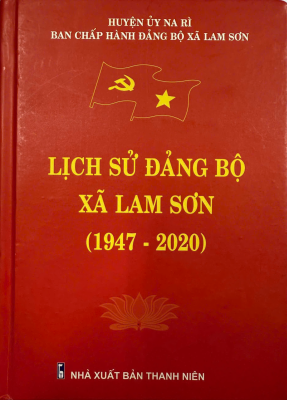 HUYỆN ỦY NA RÌ
BAN CHẤP HÀNH ĐẢNG BỘ XÃ LAM SƠN
LỊCH SỬ ĐẢNG BỘ
XÃ LAM SƠN
(1947 - 2020)
NHÀ XUẤT BẢN THANH NIÊN